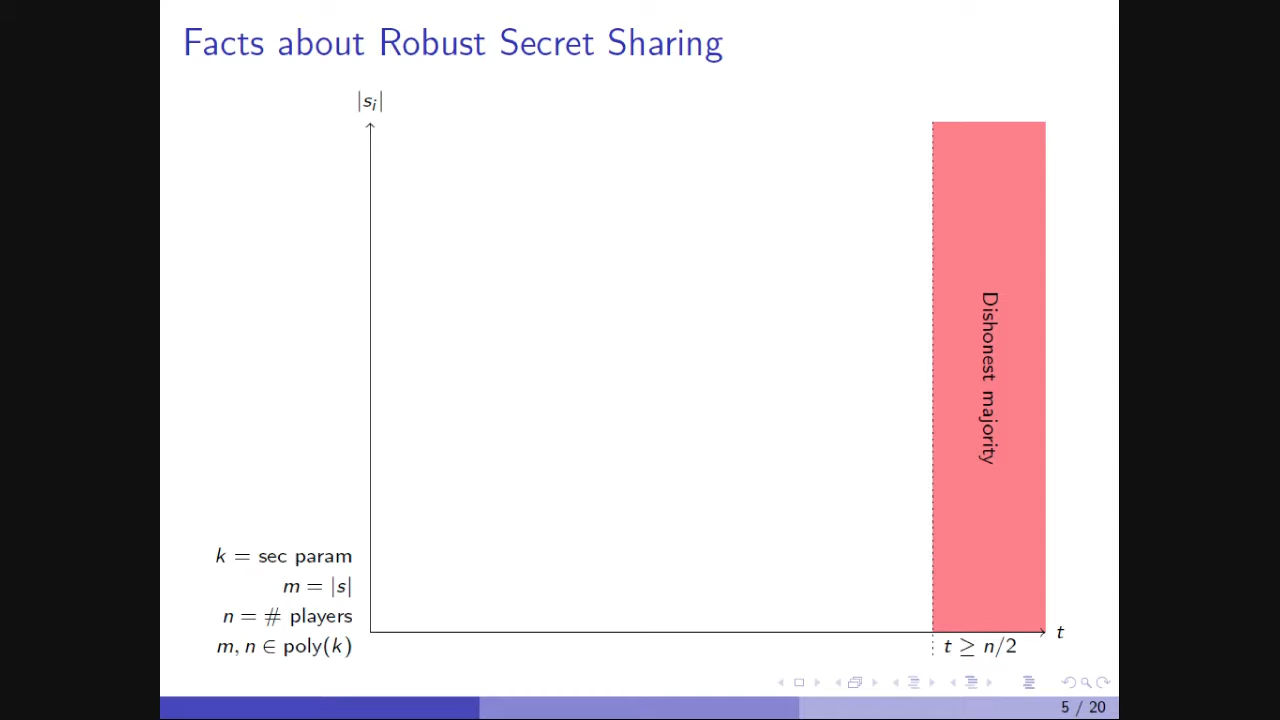 Facts about Robust Secret Sharing
|s_i|
Dishonest majority
k = sec param
m = |s|
n = # players
m, n ∈ poly(k)
t
t ≥ n/2
5 / 20